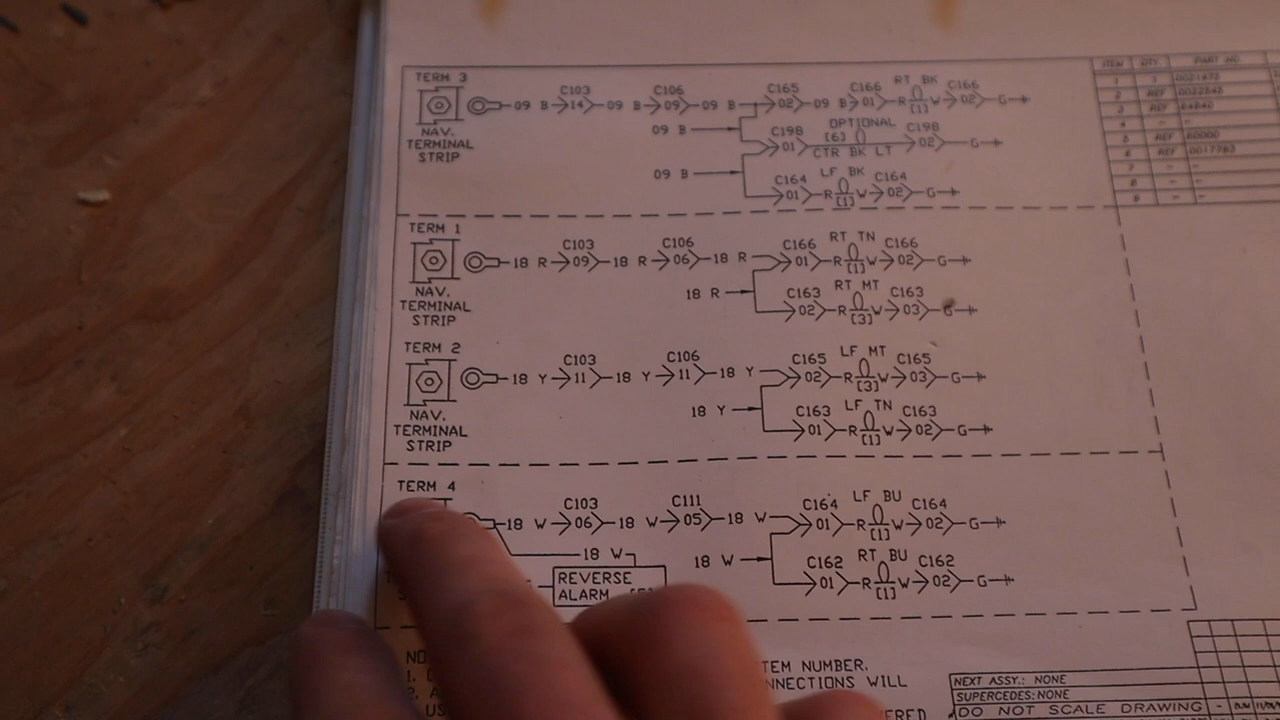 TERM 3
NAV.
TERMINAL
STRIP
09 B C103 14 09 B C106 09 09 B C165 02 09 B C166 01 R RT BK [1] W C166 02 G
09 B C198 01 OPTIONAL [6] CTR BK LT C198 02 G
09 B C164 01 R LF BK [1] W C164 02 G
ITEM QTY PART NO
TERM 1
NAV.
TERMINAL
STRIP
18 R C103 09 18 R C106 06 18 R C166 01 R RT TN [1] W C166 02 G
18 R C163 02 R RT MT [3] W C163 03 G
TERM 2
NAV.
TERMINAL
STRIP
18 Y C103 11 18 Y C106 11 18 Y C165 02 R LF MT [3] W C165 03 G
18 Y C163 01 R LF TN [1] W C163 02 G
TERM 4
18 W C103 06 18 W C111 05 18 W C164 01 R LF BU [1] W C164 02 G
18 W
18 W C162 01 R RT BU [1] W C162 02 G
REVERSE
ALARM
TEM NUMBER.
NNECTIONS WILL
NEXT ASSY.: NONE
SUPERCEDES: NONE
DO NOT SCALE DRAWING